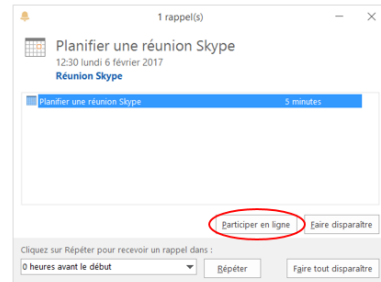 1 rappel(s)
Planifier une réunion Skype
12:30 lundi 6 février 2017
Réunion Skype
Planifier une réunion Skype 5 minutes
Participer en ligne Faire disparaître
Cliquez sur Répéter pour recevoir un rappel dans :
0 heures avant le début Répéter Faire tout disparaître